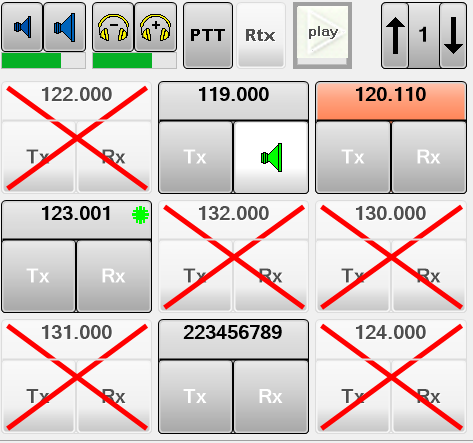 PTT Rtx play 1
122.000 119.000 120.110
Tx Rx Tx Tx Rx
123.001 132.000 130.000
Tx Rx Tx Rx Tx Rx
131.000 223456789 124.000
Tx Rx Tx Rx Tx Rx